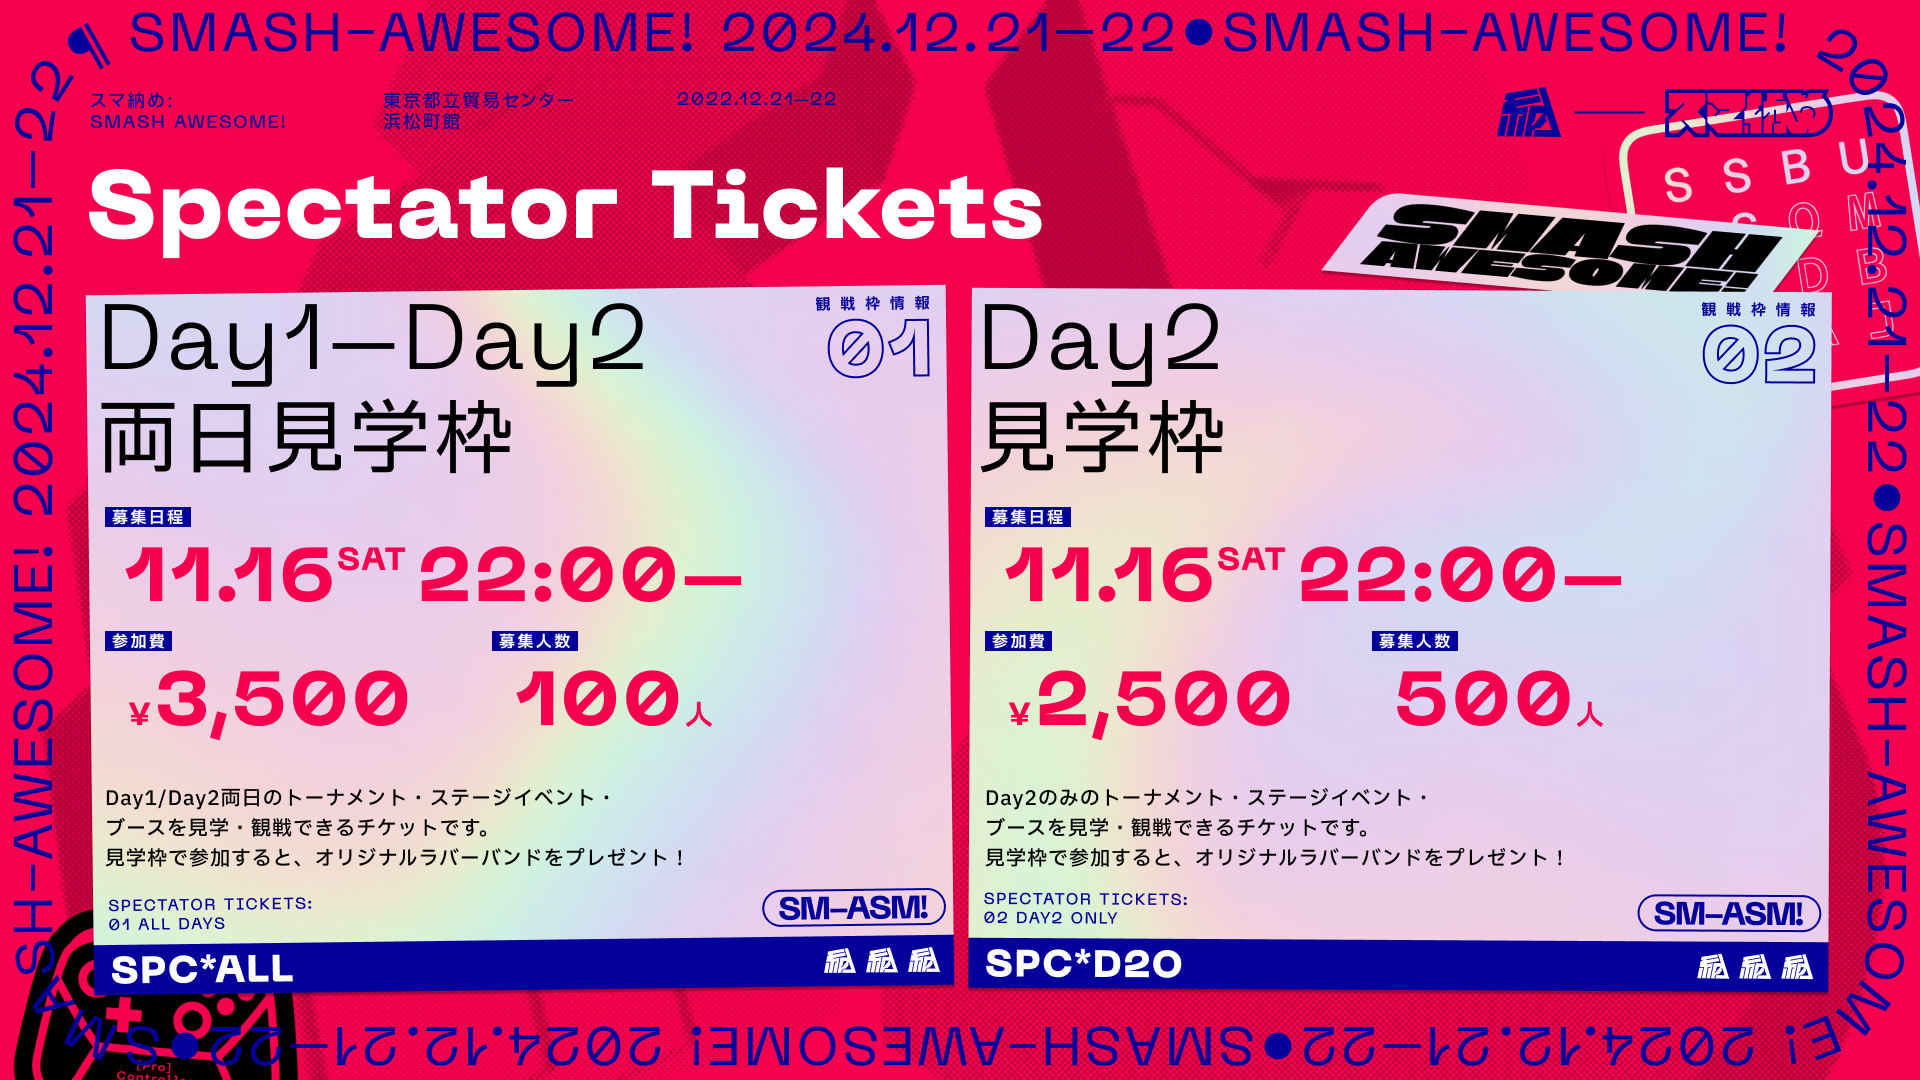 SMASH-AWESOME! 2024.12.21-22●SMASH-AWESOME! 2024.12.21-22●SMASH-AWESOME! 2024.12.21-22●SMASH-AWESOME! 2024.12.21-22●SMASH-AWESOME! 2024.12.21-22¶
スマ納め:
SMASH AWESOME!
東京都立貿易センター
浜松町館
2022.12.21-22
Spectator Tickets
SMASH
AWESOME!
S S B U
Day1–Day2
両日見学枠
観戦枠情報
01
募集日程
11.16 SAT 22:00–
参加費
¥3,500
募集人数
100人
Day1/Day2両日のトーナメント・ステージイベント・
ブースを見学・観戦できるチケットです。
見学枠で参加すると、オリジナルラバーバンドをプレゼント！
SPECTATOR TICKETS:
01 ALL DAYS
SM–ASM!
SPC*ALL
Day2
見学枠
観戦枠情報
02
募集日程
11.16 SAT 22:00–
参加費
¥2,500
募集人数
500人
Day2のみのトーナメント・ステージイベント・
ブースを見学・観戦できるチケットです。
見学枠で参加すると、オリジナルラバーバンドをプレゼント！
SPECTATOR TICKETS:
02 DAY2 ONLY
SM–ASM!
SPC*D2O